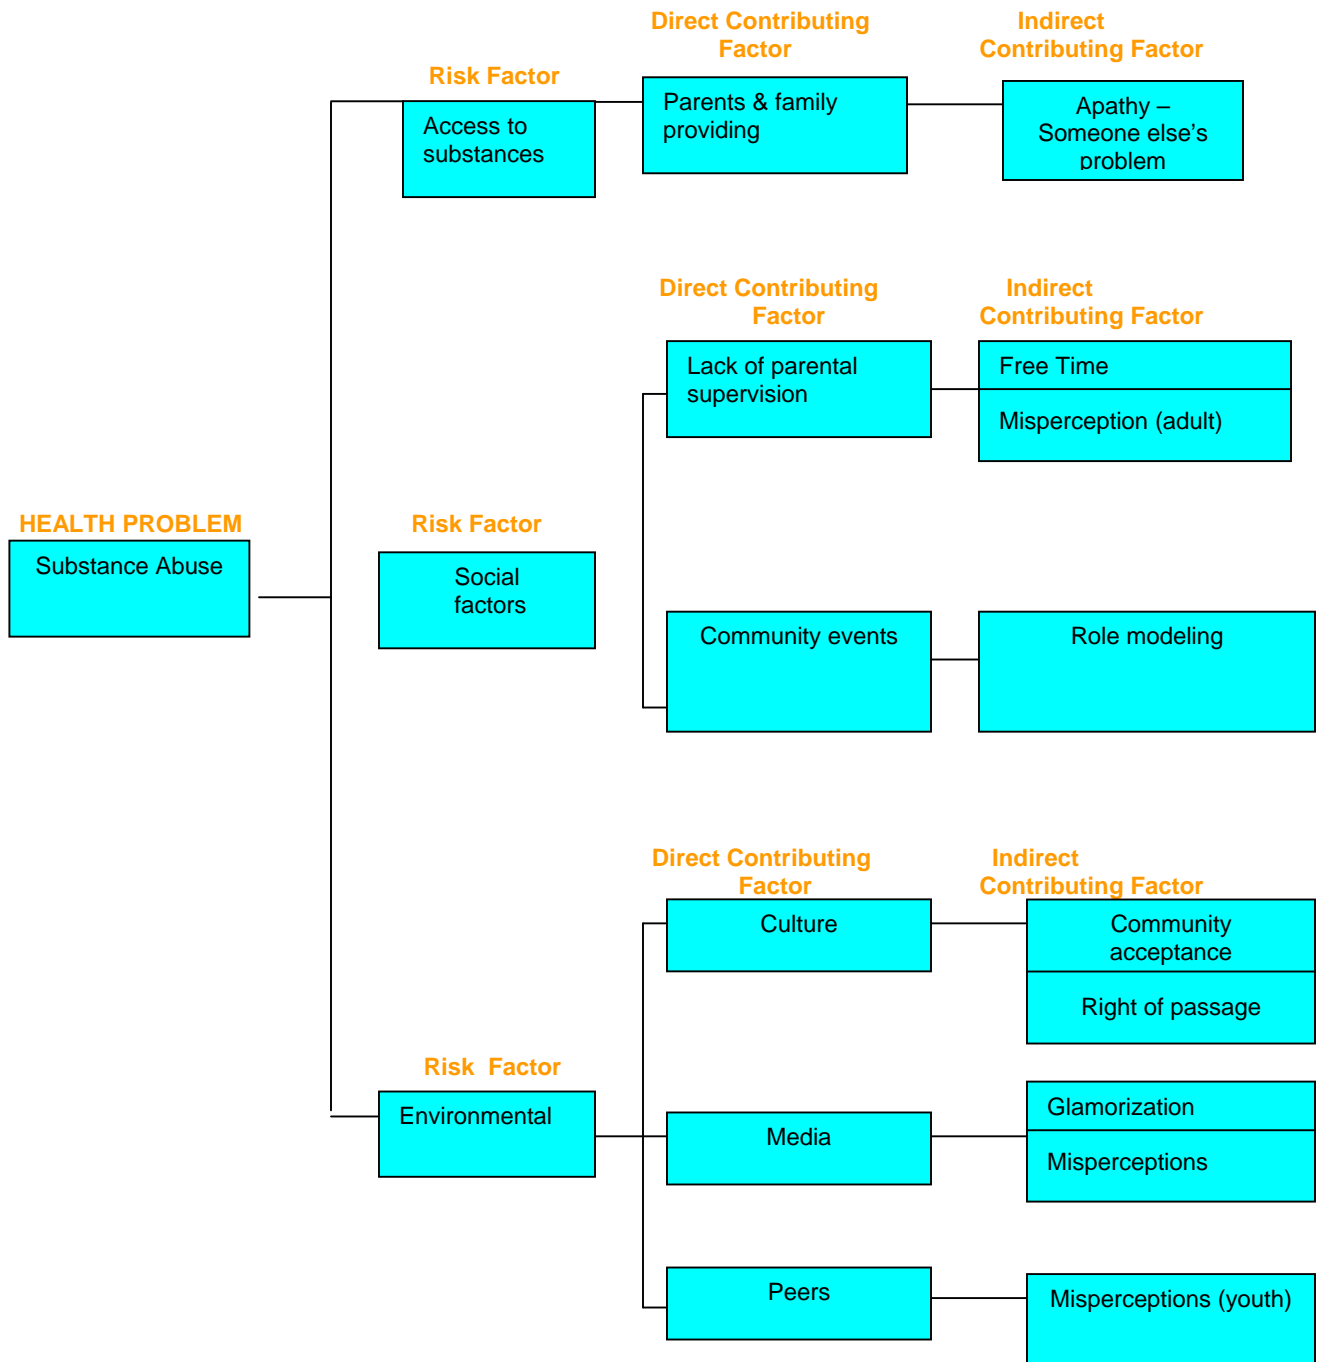 Direct Contributing
Factor
Indirect
Contributing Factor
Risk Factor
Access to
substances
Parents & family
providing
Apathy –
Someone else's
problem
Direct Contributing
Factor
Indirect
Contributing Factor
Lack of parental
supervision
Free Time
Misperception (adult)
HEALTH PROBLEM
Substance Abuse
Risk Factor
Social
factors
Community events
Role modeling
Direct Contributing
Factor
Indirect
Contributing Factor
Culture
Community
acceptance
Right of passage
Risk  Factor
Environmental
Media
Glamorization
Misperceptions
Peers
Misperceptions (youth)